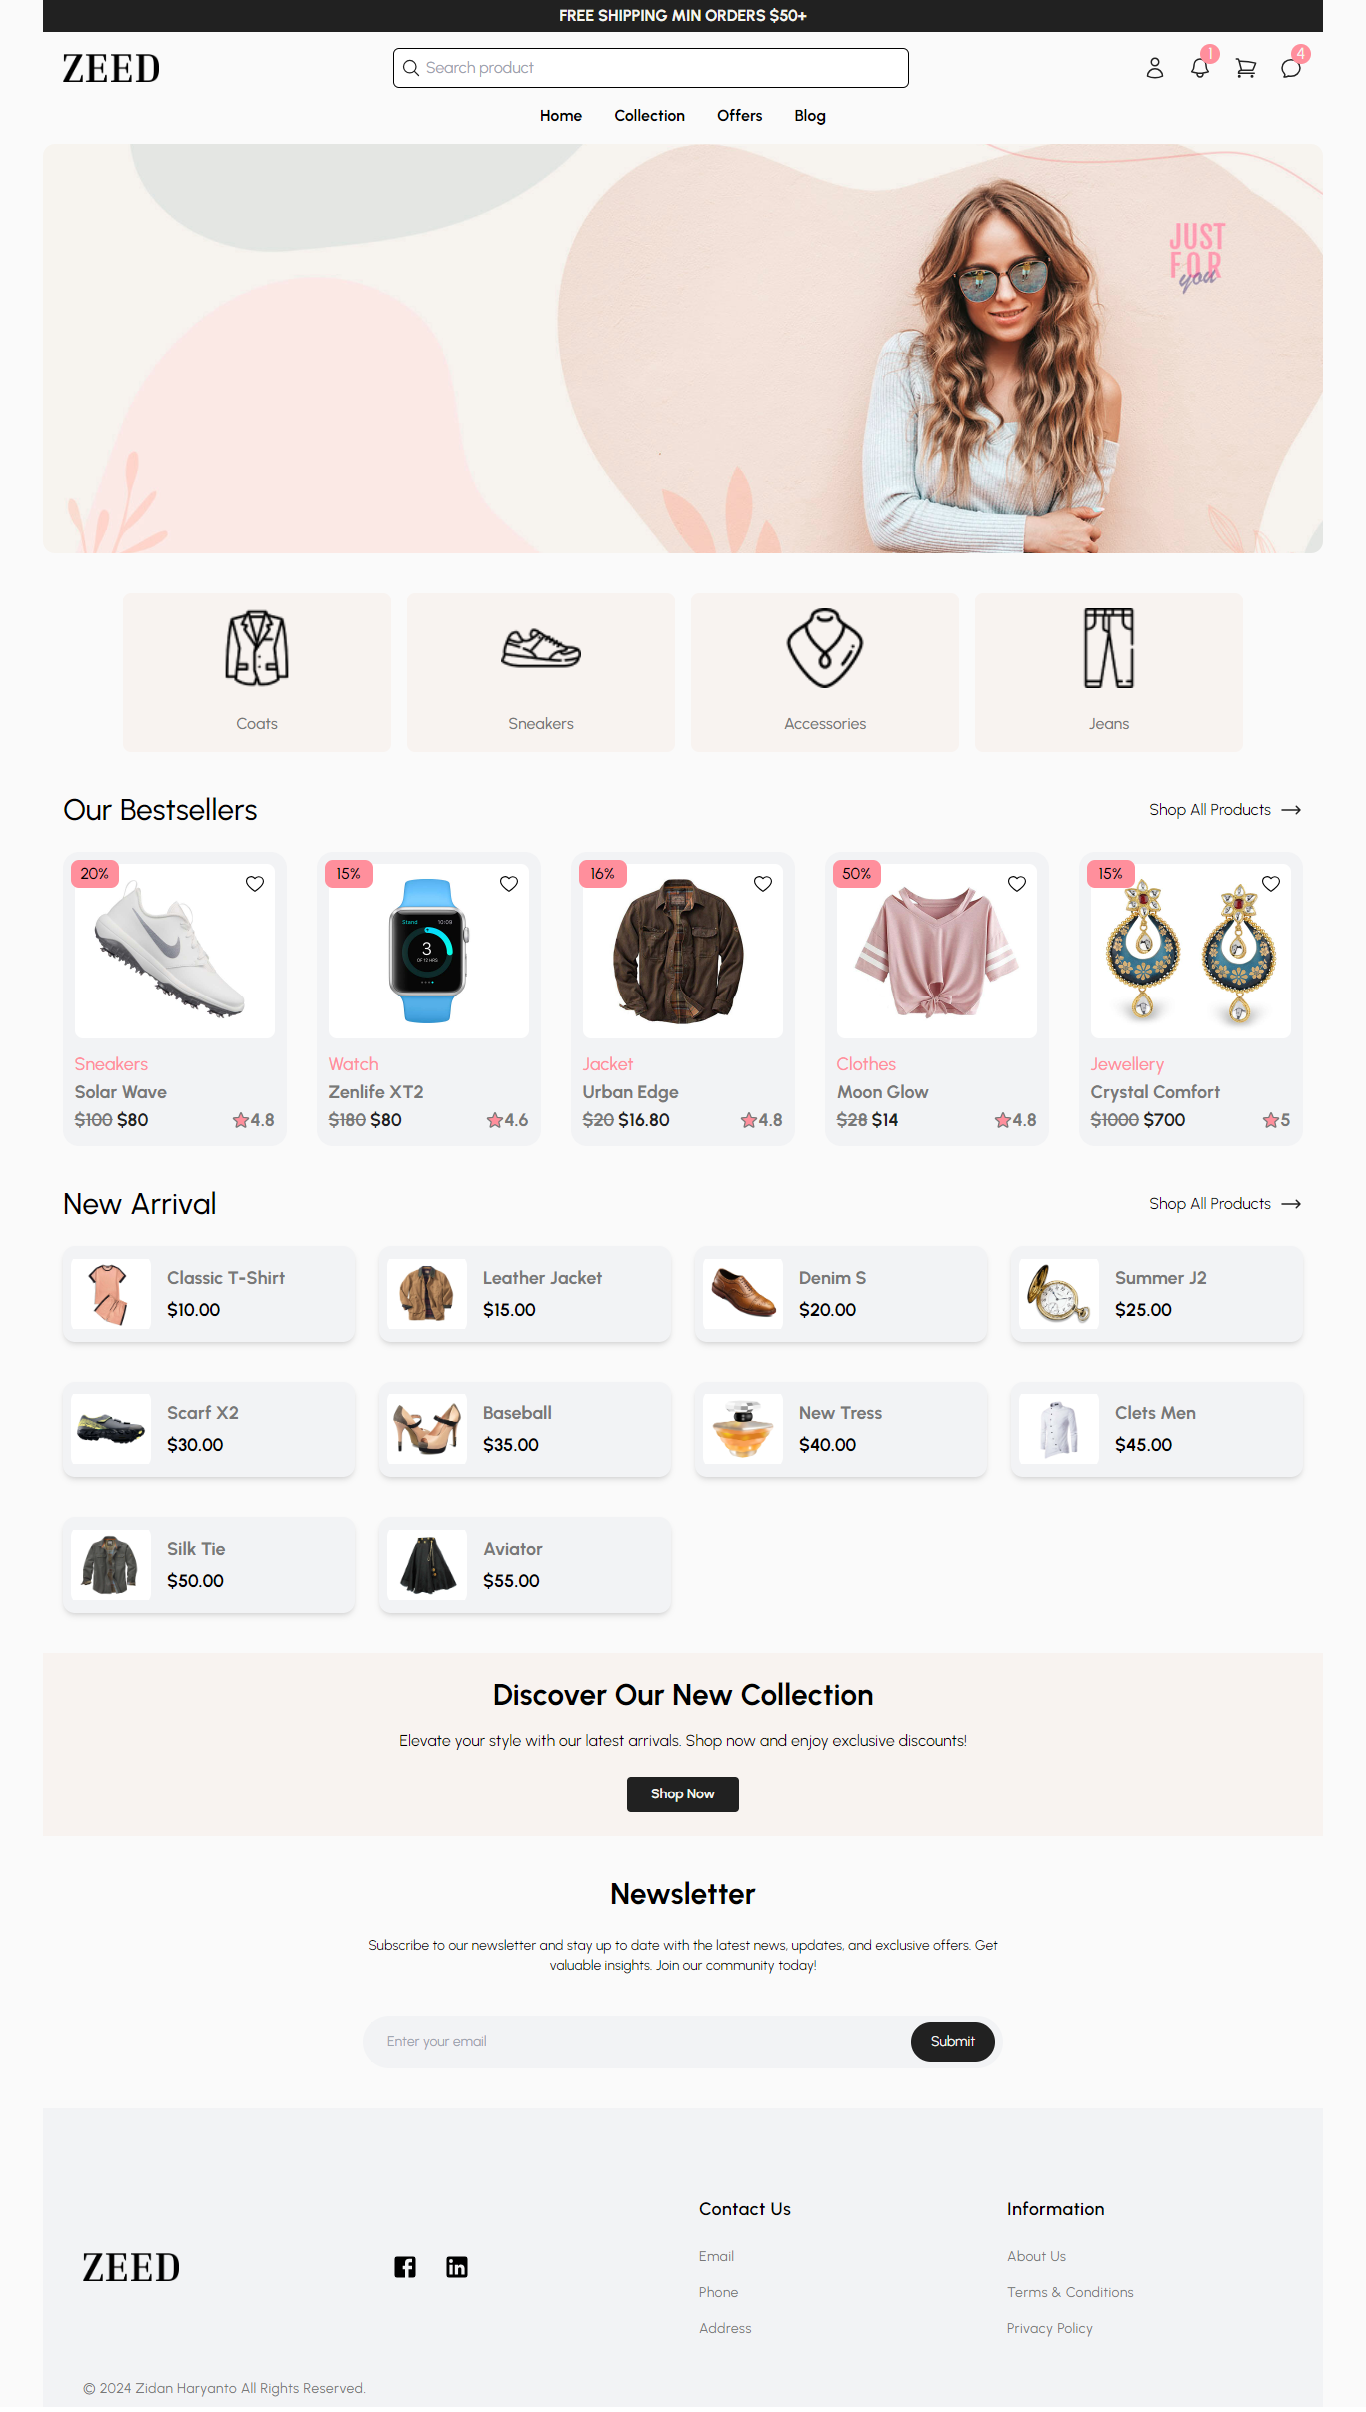 FREE SHIPPING MIN ORDERS $50+
ZEED
Search product
1
4
Home Collection Offers Blog
JUST
FOR
you
Coats
Sneakers
Accessories
Jeans
Our Bestsellers
Shop All Products
20%
Sneakers
Solar Wave
$100 $80
4.8
15%
Stand 10:09
3
OF 12 HRS
Watch
Zenlife XT2
$180 $80
4.6
16%
Jacket
Urban Edge
$20 $16.80
4.8
50%
Clothes
Moon Glow
$28 $14
4.8
15%
Jewellery
Crystal Comfort
$1000 $700
5
New Arrival
Shop All Products
Classic T-Shirt
$10.00
Leather Jacket
$15.00
Denim S
$20.00
Summer J2
$25.00
Scarf X2
$30.00
Baseball
$35.00
New Tress
$40.00
Clets Men
$45.00
Silk Tie
$50.00
Aviator
$55.00
Discover Our New Collection
Elevate your style with our latest arrivals. Shop now and enjoy exclusive discounts!
Shop Now
Newsletter
Subscribe to our newsletter and stay up to date with the latest news, updates, and exclusive offers. Get
valuable insights. Join our community today!
Enter your email
Submit
ZEED
Contact Us
Email
Phone
Address
Information
About Us
Terms & Conditions
Privacy Policy
© 2024 Zidan Haryanto All Rights Reserved.